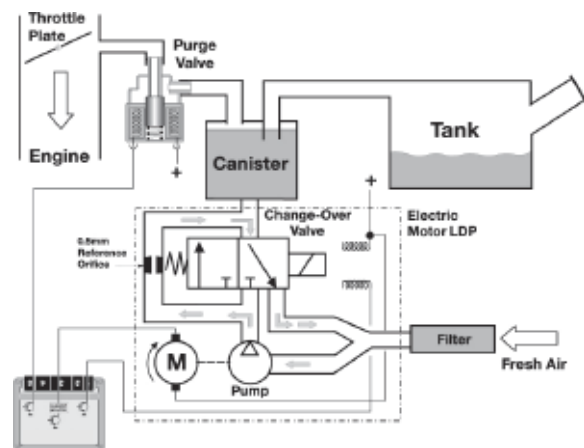 Throttle
Plate
Purge
Valve
Engine
+
Canister
Tank
+
Change-Over
Valve
Electric
Motor LDP
0.5mm
Reference
Orifice
M
Pump
Filter
Fresh Air